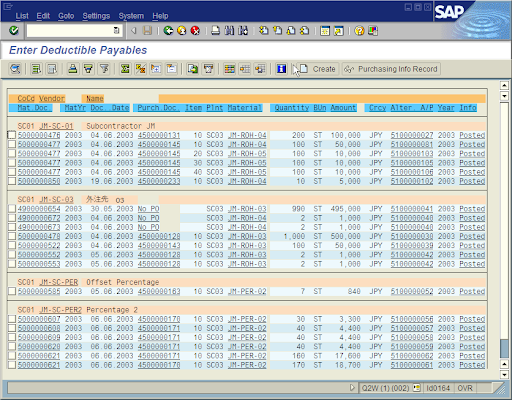 List Edit Goto Settings System Help
SAP
Enter Deductible Payables
Create Purchasing Info Record
CoCd Vendor Name
Mat.Doc. MatYr Doc. Date Purch.Doc. Item Plnt Material Quantity BUn Amount Crcy Alter. A/P Year Info
SC01 JM-SC-01 Subcontractor JM
5000000476 2003 04.06.2003 4500000131 10 SC03 JM-ROH-04 200 ST 100,000 JPY 5100000027 2003 Posted
5000000477 2003 04.06.2003 4500000145 10 SC03 JM-ROH-04 100 ST 50,000 JPY 5100000081 2003 Posted
5000000477 2003 04.06.2003 4500000145 20 SC03 JM-ROH-05 100 ST 10,000 JPY 5100000103 2003 Posted
5000000477 2003 04.06.2003 4500000145 30 SC03 JM-ROH-05 100 ST 10,000 JPY 5100000105 2003 Posted
5000000477 2003 04.06.2003 4500000145 40 SC03 JM-ROH-04 100 ST 10,000 JPY 5100000106 2003 Posted
5000000850 2003 19.06.2003 4500000233 10 SC03 JM-ROH-04 10 ST 5,000 JPY 5100000102 2003 Posted
SC01 JM-SC-03 外注先 03
4900000654 2003 30.05.2003 No PO SC03 JM-ROH-03 990 ST 495,000 JPY 5100000041 2003 Posted
4900000672 2003 04.06.2003 No PO SC03 JM-ROH-04 2 ST 1,000 JPY 5100000040 2003 Posted
4900000673 2003 04.06.2003 No PO SC03 JM-ROH-04 2 ST 1,000 JPY 5100000040 2003 Posted
5000000470 2003 04.06.2003 4500000128 10 SC03 JM-ROH-03 1,000 ST 500,000 JPY 5100000030 2003 Posted
5000000522 2003 05.06.2003 4500000143 10 SC03 JM-ROH-03 100 ST 50,000 JPY 5100000039 2003 Posted
5000000552 2003 05.06.2003 4500000128 10 SC03 JM-ROH-03 2 ST 1,000 JPY 5100000042 2003 Posted
5000000553 2003 05.06.2003 4500000128 10 SC03 JM-ROH-03 2 ST 1,000 JPY 5100000042 2003 Posted
SC01 JM-SC-PER Offset Percentage
5000000585 2003 05.06.2003 4500000163 10 SC03 JM-PER-02 7 ST 840 JPY 5100000052 2003 Posted
SC01 JM-SC-PER2 Percentage 2
5000000607 2003 06.06.2003 4500000170 10 SC03 JM-PER-02 30 ST 3,300 JPY 5100000056 2003 Posted
5000000608 2003 06.06.2003 4500000171 10 SC03 JM-PER-02 40 ST 4,400 JPY 5100000057 2003 Posted
5000000609 2003 06.06.2003 4500000171 10 SC03 JM-PER-02 40 ST 4,400 JPY 5100000058 2003 Posted
5000000620 2003 06.06.2003 4500000171 10 SC03 JM-PER-02 40 ST 4,400 JPY 5100000059 2003 Posted
5000000621 2003 06.06.2003 4500000171 10 SC03 JM-PER-02 160 ST 17,600 JPY 5100000062 2003 Posted
5000000621 2003 06.06.2003 4500000170 10 SC03 JM-PER-02 170 ST 18,700 JPY 5100000061 2003 Posted
Q2W (1) (002) ld0164 OVR